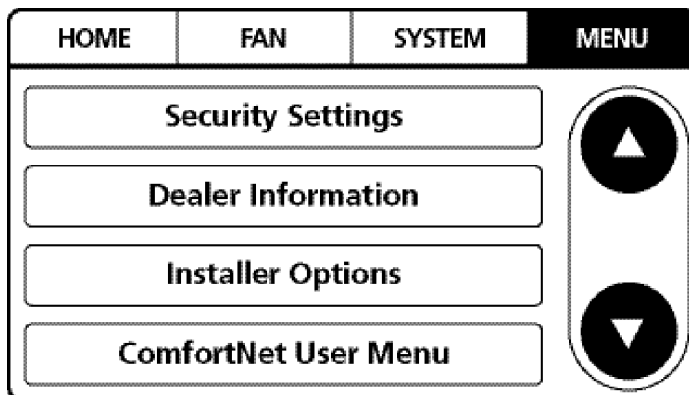 HOME FAN SYSTEM MENU
Security Settings
Dealer Information
Installer Options
ComfortNet User Menu